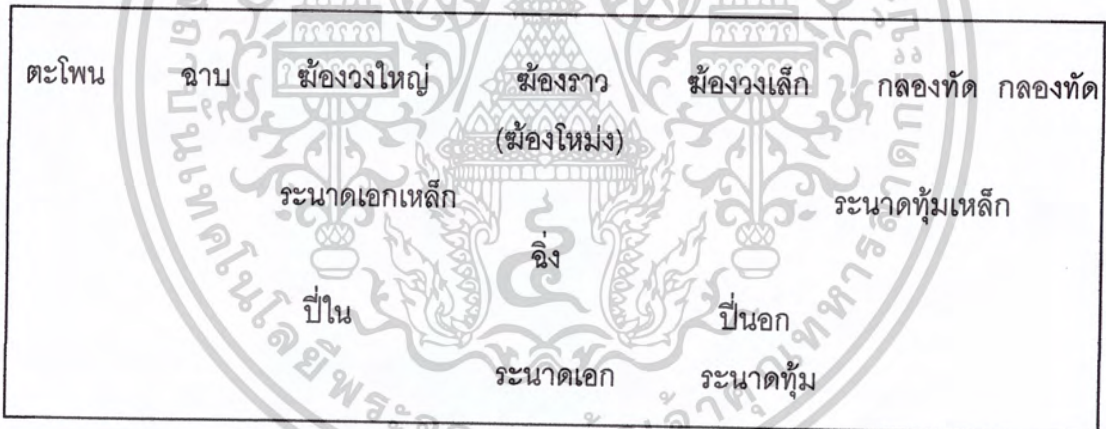 ตะโพน ฉาบ ฆ้องวงใหญ่ ฆ้องราว ฆ้องวงเล็ก กลองทัด กลองทัด
(ฆ้องโหม่ง)
ระนาดเอกเหล็ก ระนาดทุ้มเหล็ก
ฉิ่ง
ปี่ใน ปี่นอก
ระนาดเอก ระนาดทุ้ม